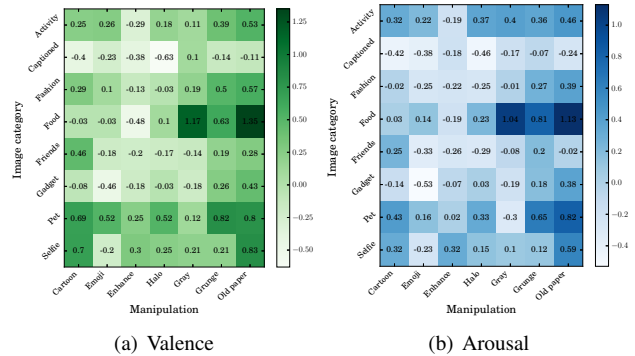 Image category
Activity 0.25 0.26 -0.29 0.18 0.11 0.39 0.53
Captioned -0.4 -0.23 -0.38 -0.63 0.1 -0.14 -0.11
Fashion 0.29 0.1 -0.13 -0.03 0.19 0.5 0.57
Food -0.03 -0.03 -0.48 0.1 1.17 0.63 1.35
Friends 0.46 -0.18 -0.2 -0.17 -0.14 0.19 0.28
Gadget -0.08 -0.46 -0.18 -0.03 -0.18 0.26 0.43
Pet 0.69 0.52 0.25 0.52 0.12 0.82 0.8
Selfie 0.7 -0.2 0.3 0.25 0.21 0.21 0.83
Cartoon Emoji Enhance Halo Gray Grunge Old paper
Manipulation
1.25
1.00
0.75
0.50
0.25
0.00
-0.25
-0.50
(a) Valence
Image category
Activity 0.32 0.22 -0.19 0.37 0.4 0.36 0.46
Captioned -0.42 -0.38 -0.18 -0.46 -0.17 -0.07 -0.24
Fashion -0.02 -0.25 -0.22 -0.22 -0.01 0.27 0.39
Food -0.03 0.14 -0.19 0.23 1.04 0.81 1.13
Friends 0.25 -0.33 -0.26 -0.29 -0.08 0.2 -0.02
Gadget -0.14 -0.53 -0.07 0.03 -0.19 0.18 0.38
Pet 0.43 0.16 0.02 0.33 -0.3 0.65 0.82
Selfie 0.32 -0.23 0.32 0.15 0.1 0.12 0.59
Cartoon Emoji Enhance Halo Gray Grunge Old paper
Manipulation
1.0
0.8
0.6
0.4
0.2
0.0
-0.2
-0.4
(b) Arousal